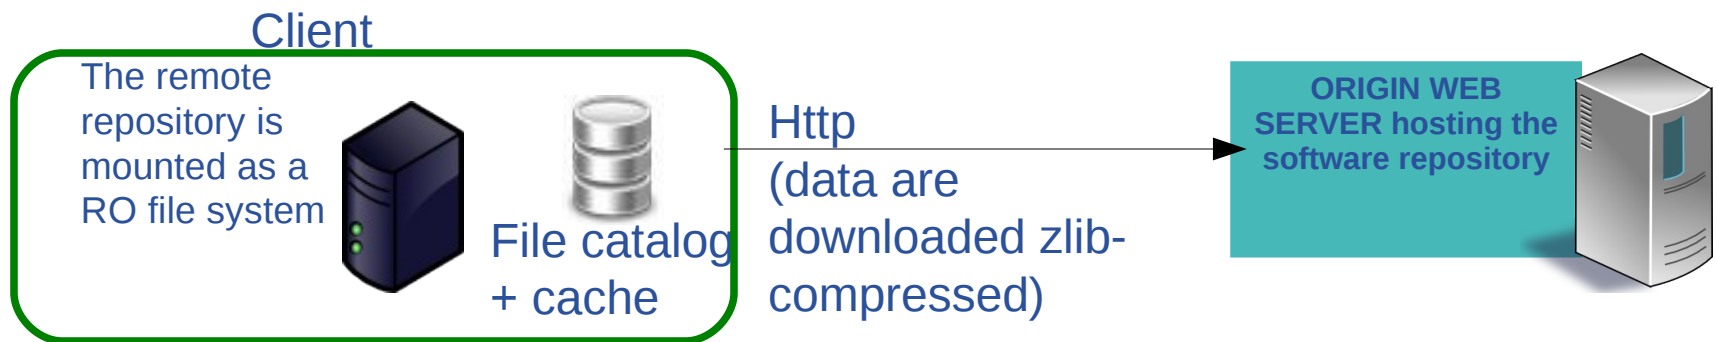 Client
The remote
repository is
mounted as a
RO file system
File catalog
+ cache
Http
(data are
downloaded zlib-
compressed)
ORIGIN WEB
SERVER hosting the
software repository